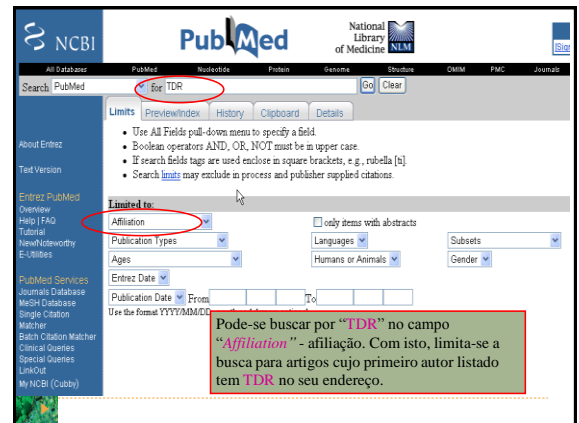 NCBI
PubMed
National
Library
of Medicine NLM
[Sign
All Databases PubMed Nucleotide Protein Genome Structure OMIM PMC Journals
Search PubMed for TDR Go Clear
Limits Preview/Index History Clipboard Details
• Use All Fields pull-down menu to specify a field.
• Boolean operators AND, OR, NOT must be in upper case.
• If search fields tags are used enclose in square brackets, e.g., rubella [ti].
• Search limits may exclude in process and publisher supplied citations.
About Entrez
Text Version
Entrez PubMed
Overview
Help | FAQ
Tutorial
New/Noteworthy
E-Utilities
PubMed Services
Journals Database
MeSH Database
Single Citation
Matcher
Batch Citation Matcher
Clinical Queries
Special Queries
LinkOut
My NCBI (Cubby)
Limited to:
Affiliation only items with abstracts
Publication Types Languages Subsets
Ages Humans or Animals Gender
Entrez Date
Publication Date From To
Use the format YYYY/MM/DD
Pode-se buscar por “TDR” no campo
“Affiliation” - afiliação. Com isto, limita-se a
busca para artigos cujo primeiro autor listado
tem TDR no seu endereço.